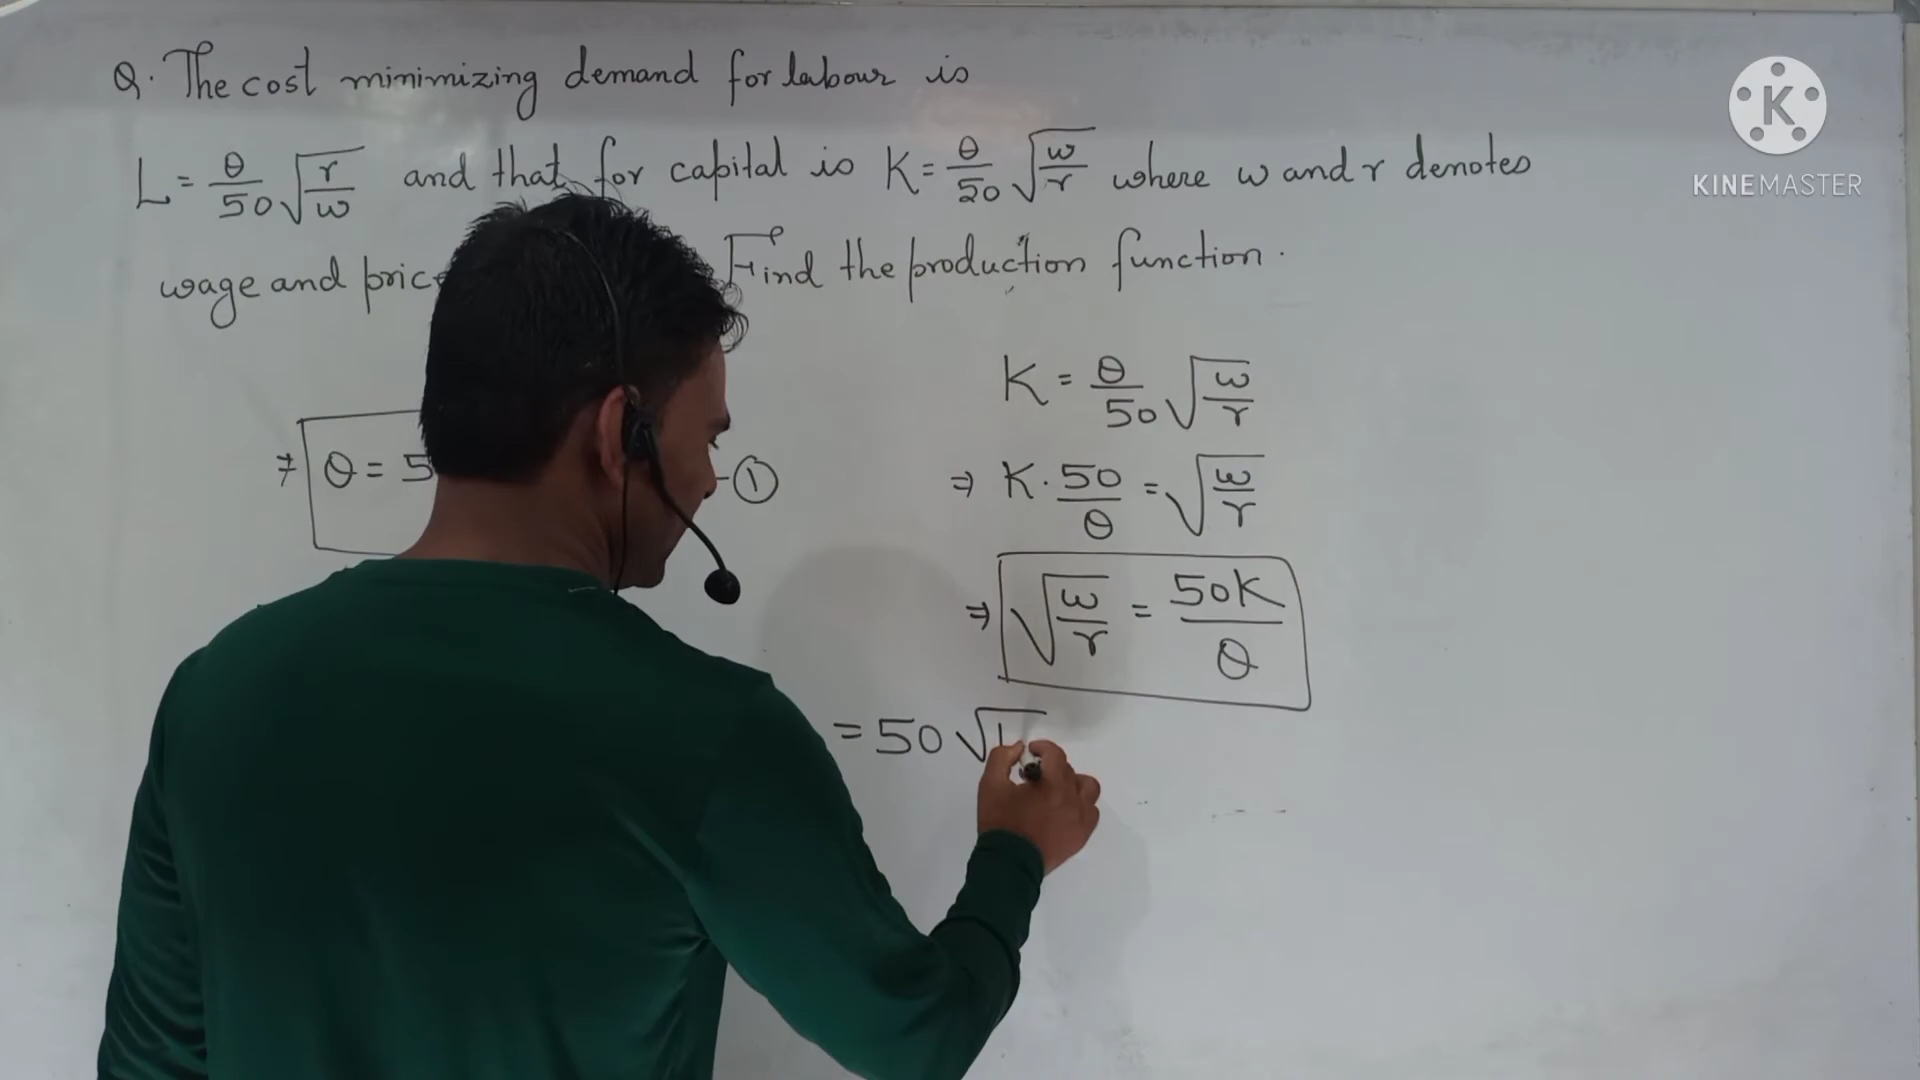 Q. The cost minimizing demand for labour is
L = θ/50 √(r/w) and that for capital is K = θ/50 √(w/r) where w and r denotes
wage and price Find the production function.
K = θ/50 √(w/r)
⇒ θ = 5 - ①
⇒ K · 50/θ = √(w/r)
⇒ √(w/r) = 50K/θ
= 50 √
K
KINEMASTER